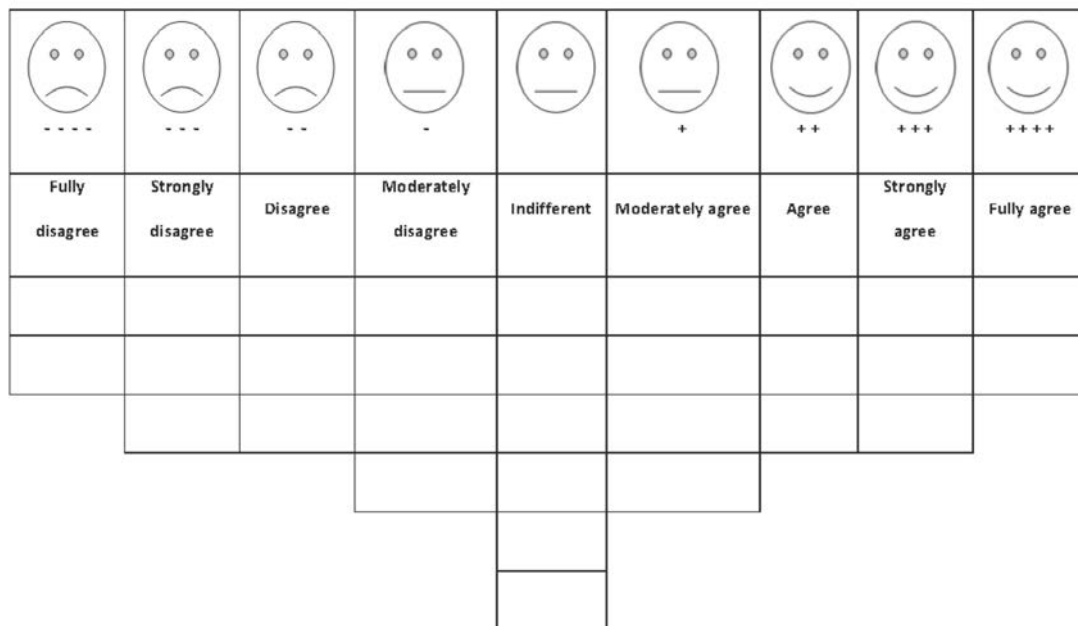 - - - - - - - - - - + ++ +++ ++++
Fully Strongly Moderately Strongly
Disagree Indifferent Moderately agree Agree Fully agree
disagree disagree disagree agree